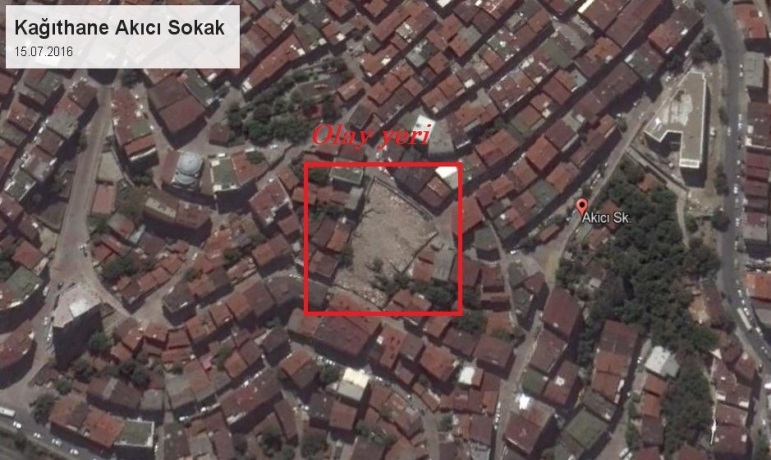 Kağıthane Akıcı Sokak
15.07.2016
Olay yeri
Akıcı Sk.